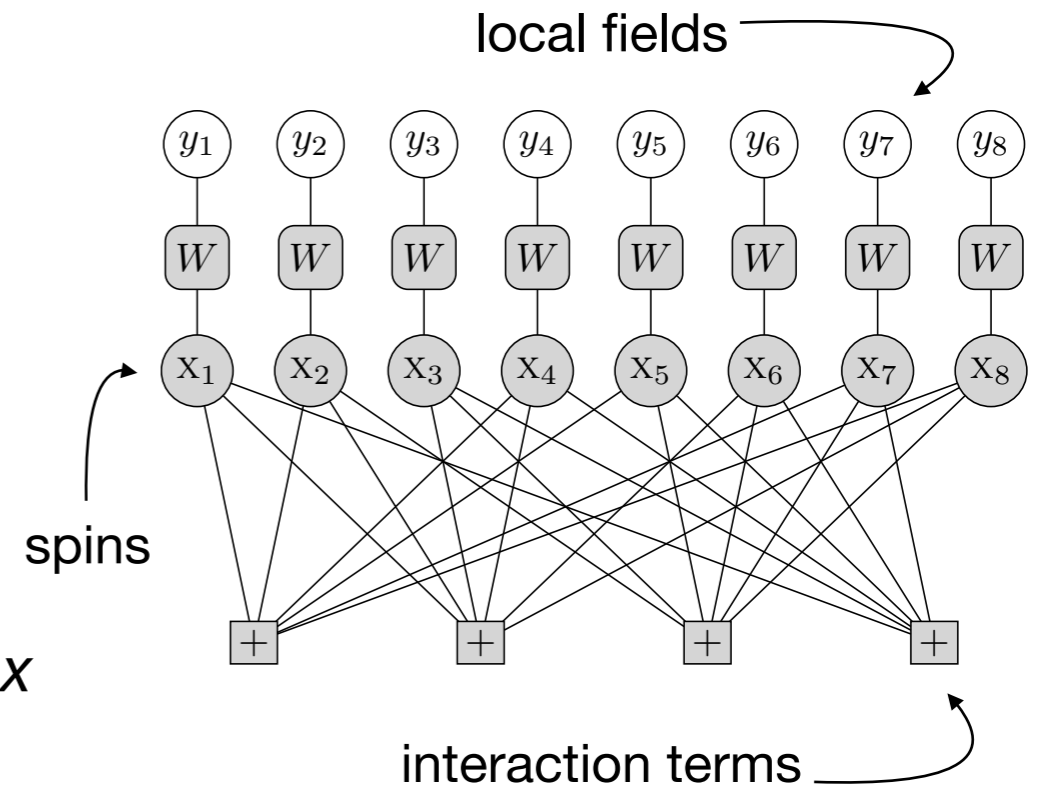 local fields
y₁ y₂ y₃ y₄ y₅ y₆ y₇ y₈
W W W W W W W W
x₁ x₂ x₃ x₄ x₅ x₆ x₇ x₈
spins
+ + + +
x
interaction terms